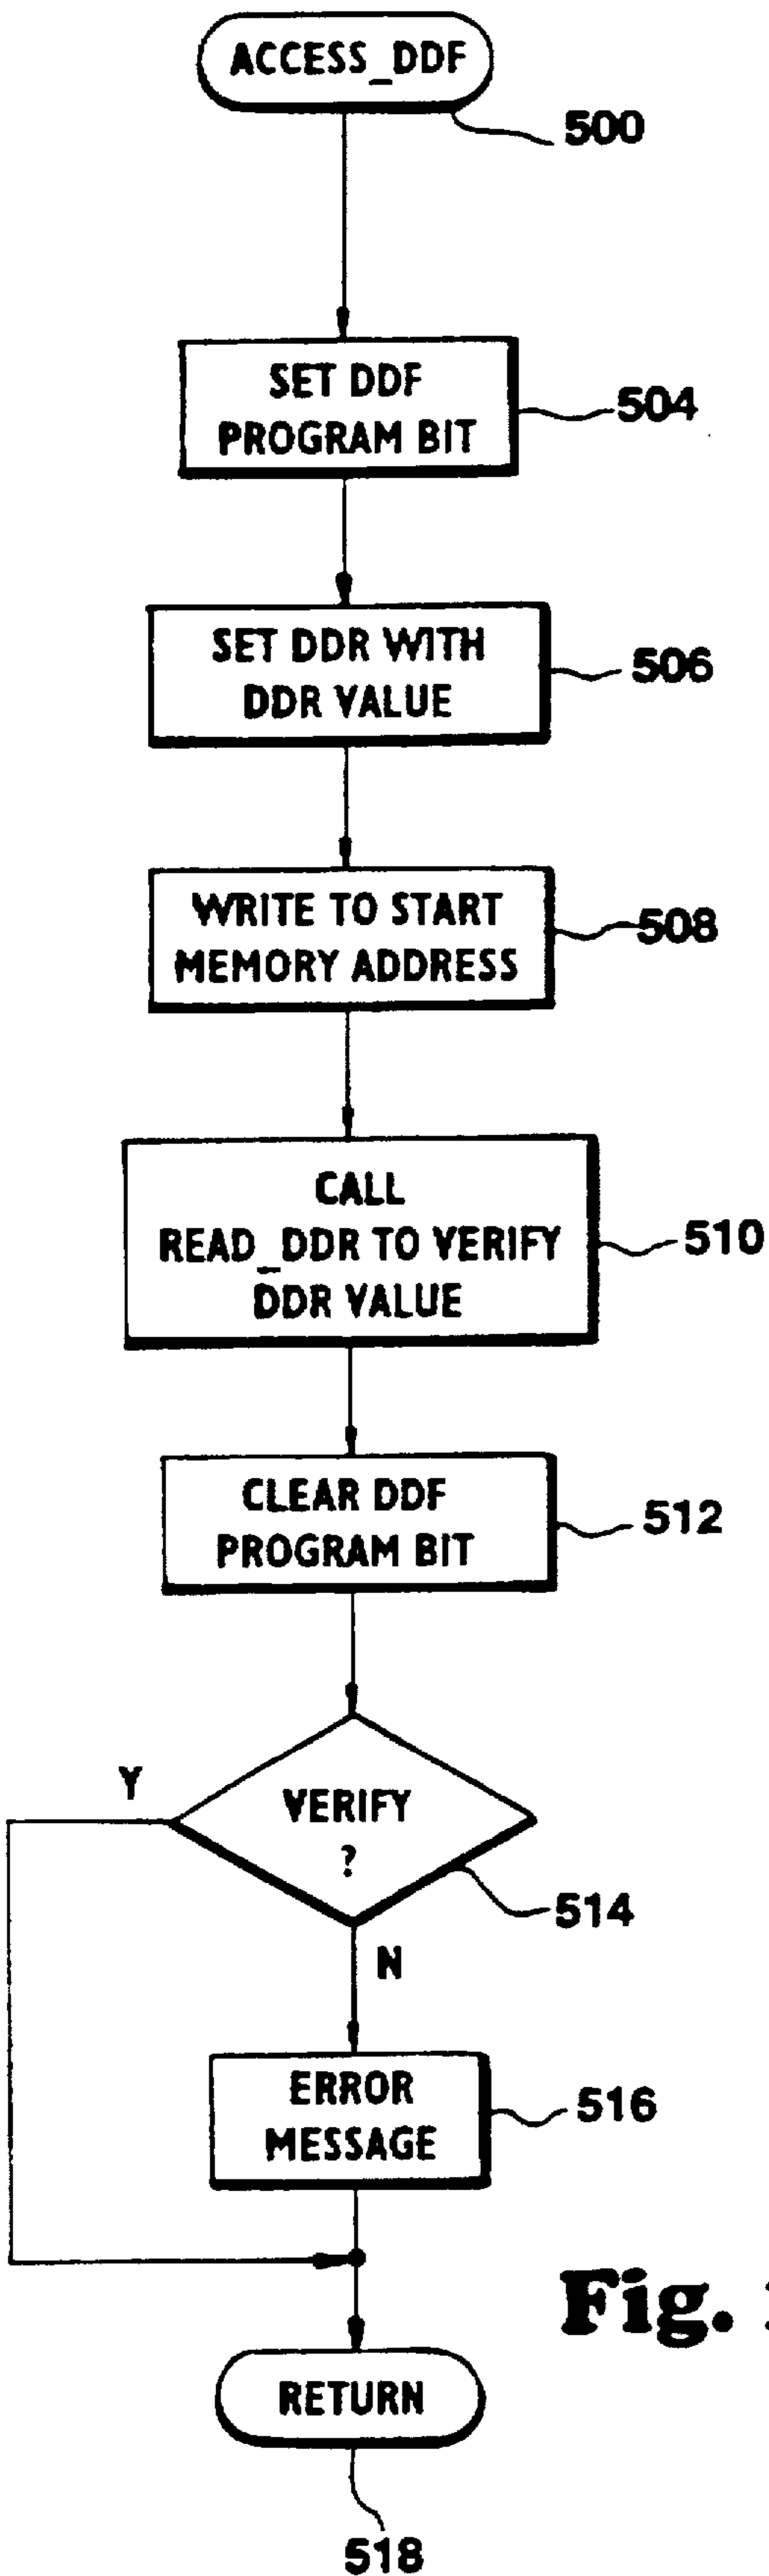 ACCESS_DDF
500
SET DDF
PROGRAM BIT
504
SET DDR WITH
DDR VALUE
506
WRITE TO START
MEMORY ADDRESS
508
CALL
READ_DDR TO VERIFY
DDR VALUE
510
CLEAR DDF
PROGRAM BIT
512
Y
VERIFY
?
514
N
ERROR
MESSAGE
516
Fig.
RETURN
518